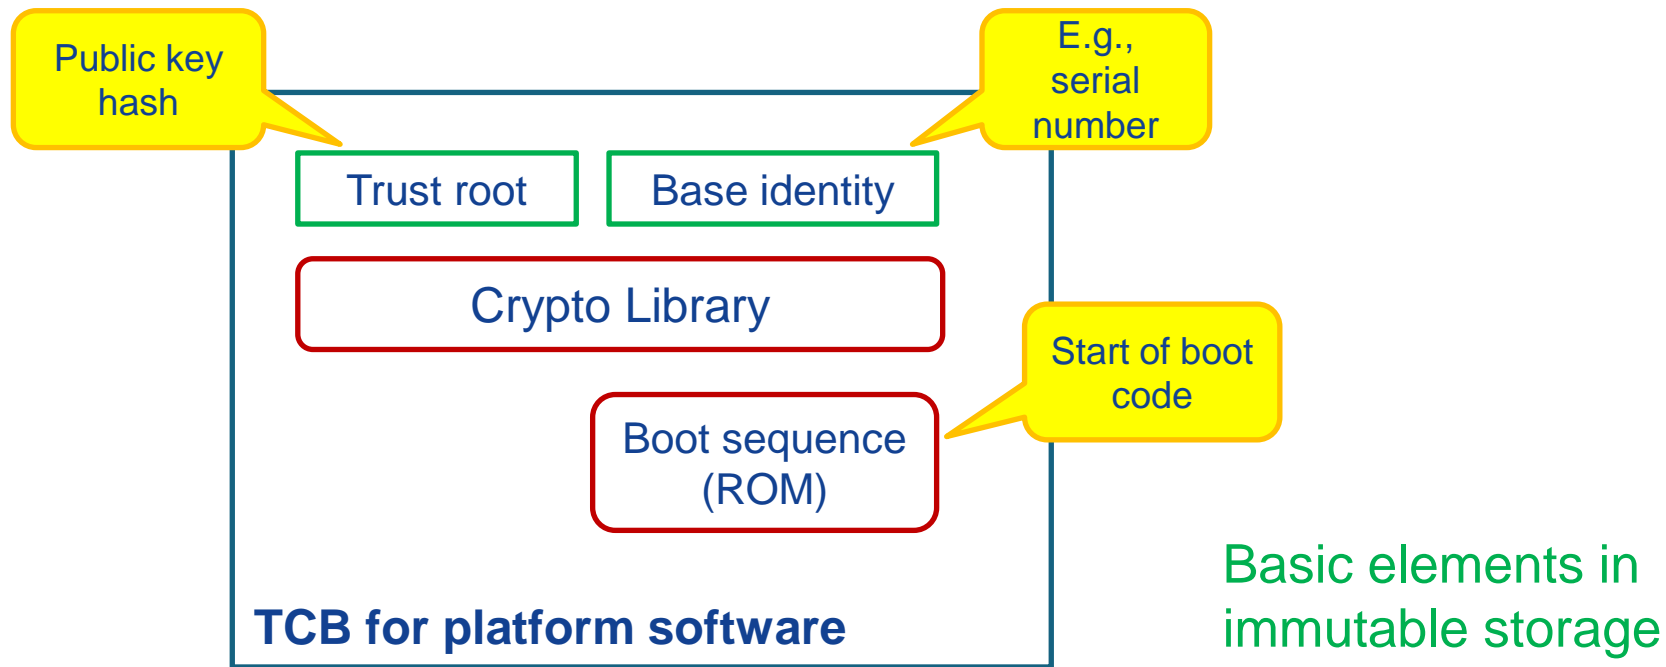 Public key
hash
E.g.,
serial
number
Trust root
Base identity
Crypto Library
Start of boot
code
Boot sequence
(ROM)
TCB for platform software
Basic elements in
immutable storage